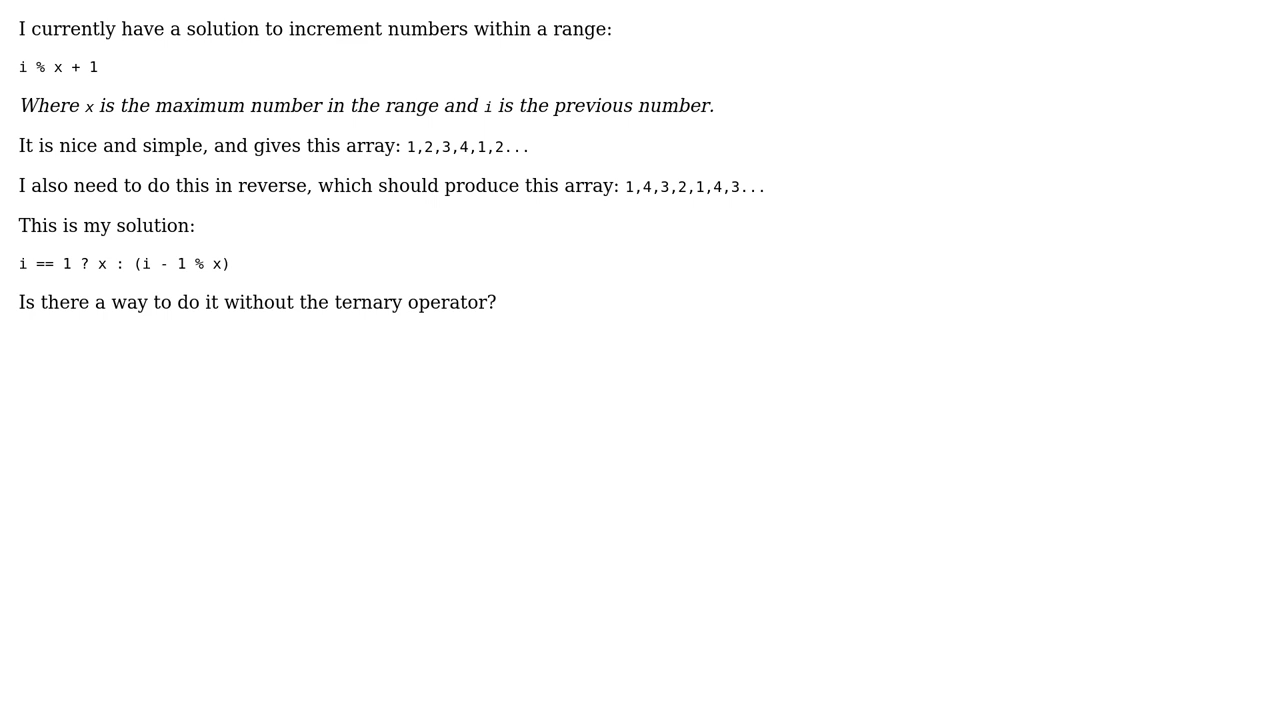 I currently have a solution to increment numbers within a range:
i % x + 1
Where x is the maximum number in the range and i is the previous number.
It is nice and simple, and gives this array: 1,2,3,4,1,2...
I also need to do this in reverse, which should produce this array: 1,4,3,2,1,4,3...
This is my solution:
i == 1 ? x : (i - 1 % x)
Is there a way to do it without the ternary operator?